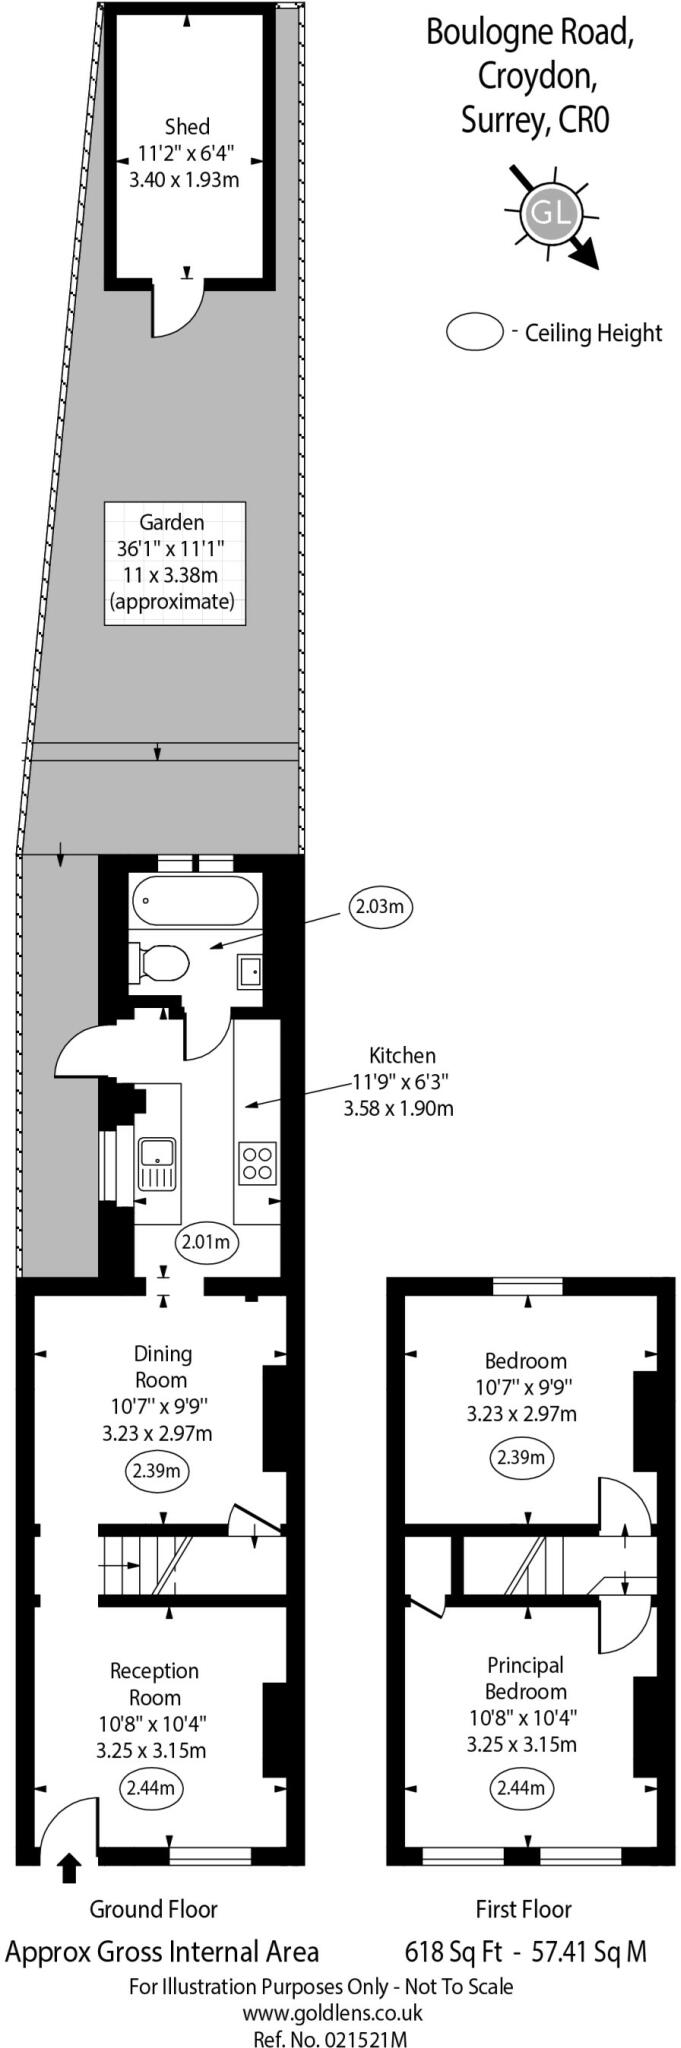 Boulogne Road,
Croydon,
Surrey, CR0
GL
- Ceiling Height
Shed
11'2" x 6'4"
3.40 x 1.93m
Garden
36'1" x 11'1"
11 x 3.38m
(approximate)
2.03m
Kitchen
11'9" x 6'3"
3.58 x 1.90m
2.01m
Dining
Room
10'7" x 9'9"
3.23 x 2.97m
2.39m
Bedroom
10'7" x 9'9"
3.23 x 2.97m
2.39m
Reception
Room
10'8" x 10'4"
3.25 x 3.15m
2.44m
Principal
Bedroom
10'8" x 10'4"
3.25 x 3.15m
2.44m
Ground Floor
First Floor
Approx Gross Internal Area 618 Sq Ft - 57.41 Sq M
For Illustration Purposes Only - Not To Scale
www.goldlens.co.uk
Ref. No. 021521M